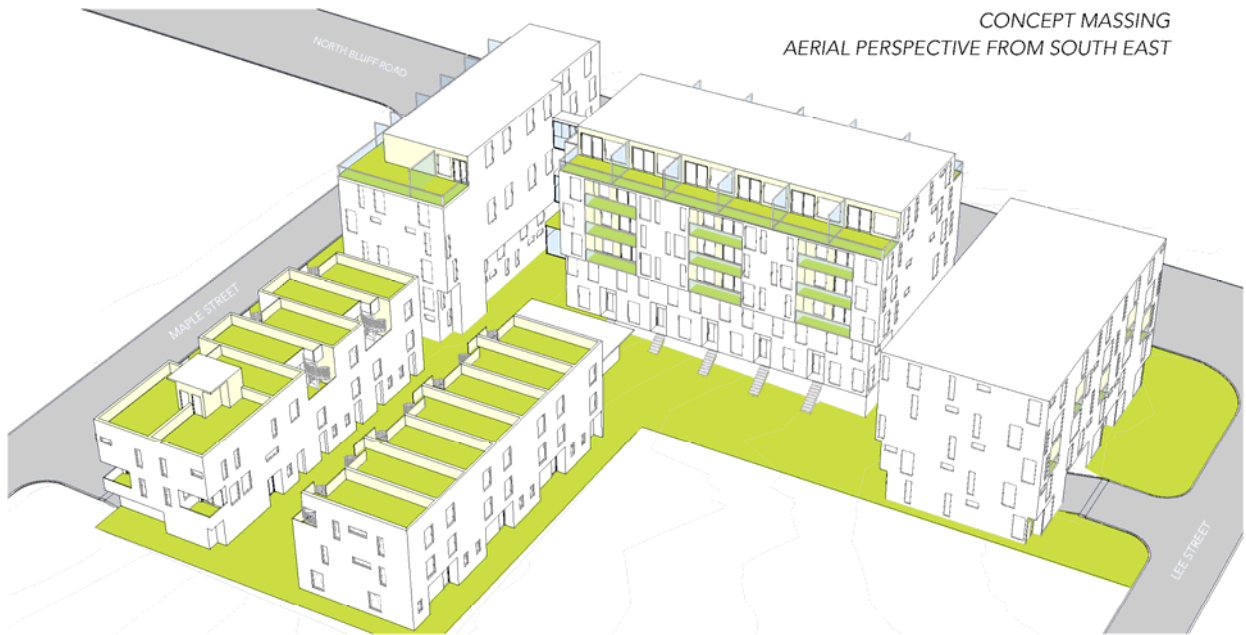 CONCEPT MASSING
AERIAL PERSPECTIVE FROM SOUTH EAST
NORTH BLUFF ROAD
MAPLE STREET
LEE STREET